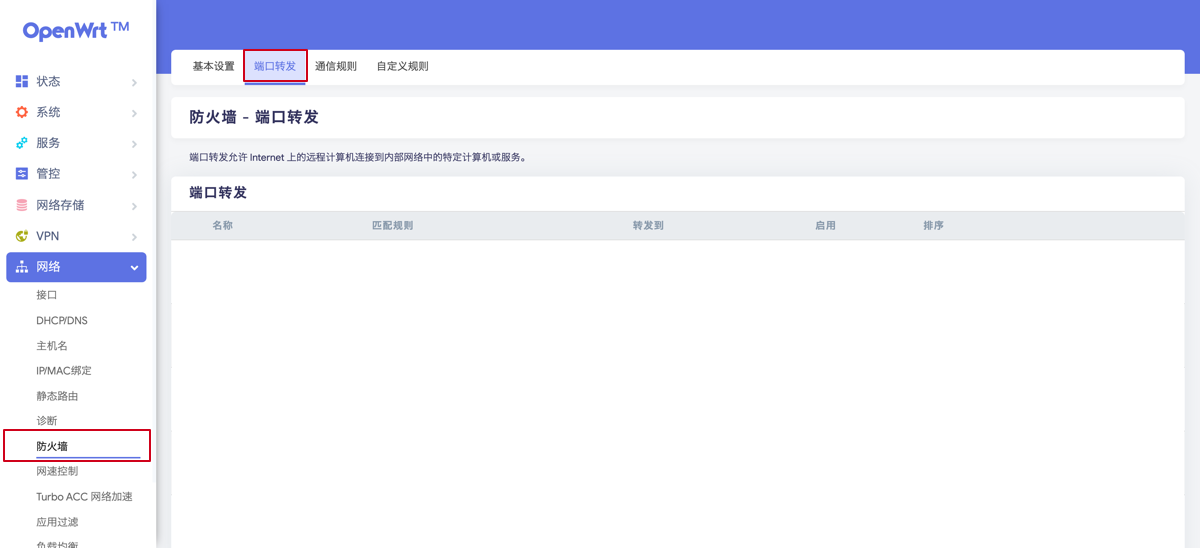 OpenWrt ™
状态
系统
服务
管控
网络存储
VPN
网络
接口
DHCP/DNS
主机名
IP/MAC绑定
静态路由
诊断
防火墙
网速控制
Turbo ACC 网络加速
应用过滤
负载均衡
基本设置 端口转发 通信规则 自定义规则
防火墙 - 端口转发
端口转发允许 Internet 上的远程计算机连接到内部网络中的特定计算机或服务。
端口转发
名称 匹配规则 转发到 启用 排序